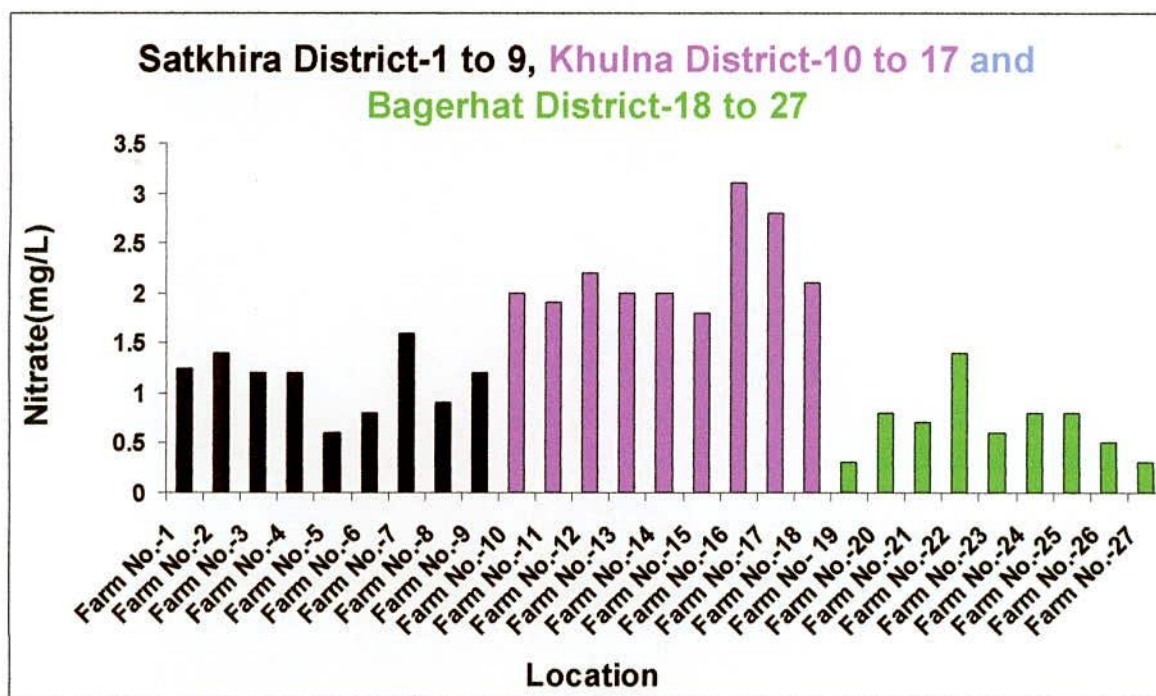 Satkhira District-1 to 9, Khulna District-10 to 17 and
Bagerhat District-18 to 27
3.5
3
2.5
2
1.5
1
0.5
0
Nitrate(mg/L)
Farm No.-1
Farm No.-2
Farm No.-3
Farm No.-4
Farm No.-5
Farm No.-6
Farm No.-7
Farm No.-8
Farm No.-9
Farm No.-10
Farm No.-11
Farm No.-12
Farm No.-13
Farm No.-14
Farm No.-15
Farm No.-16
Farm No.-17
Farm No.-18
Farm No.-19
Farm No.-20
Farm No.-21
Farm No.-22
Farm No.-23
Farm No.-24
Farm No.-25
Farm No.-26
Farm No.-27
Location